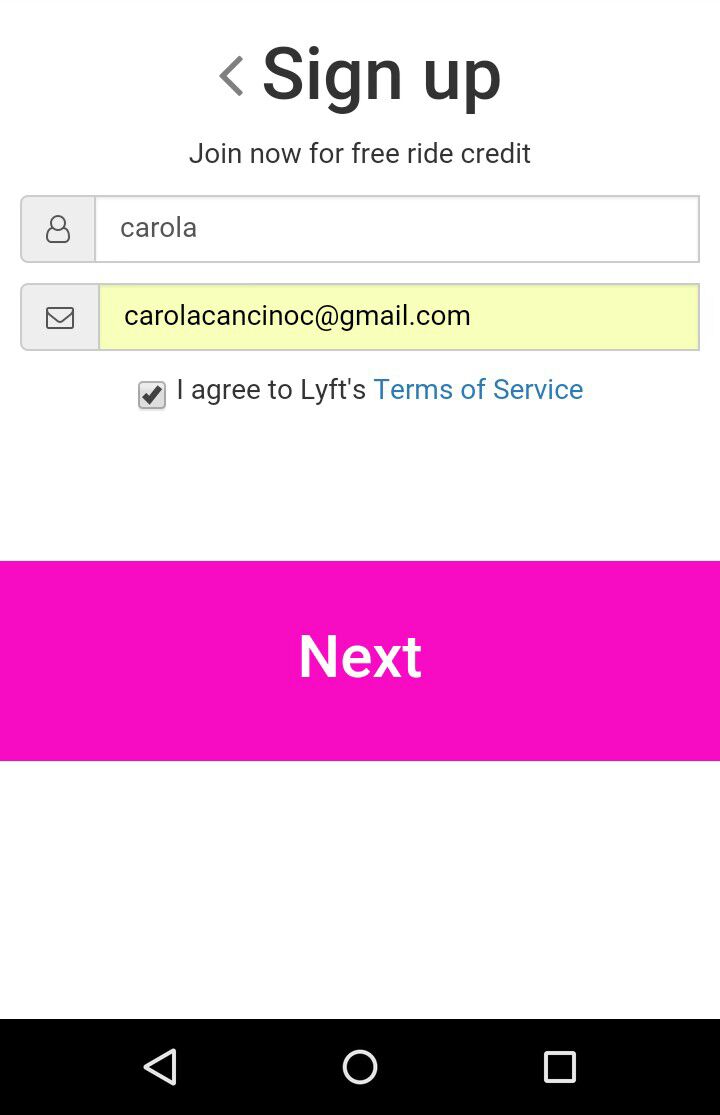 Sign up
Join now for free ride credit
carola
carolacancinoc@gmail.com
I agree to Lyft's Terms of Service
Next